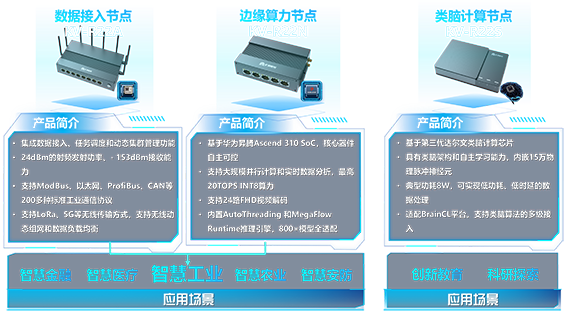 数据接入节点
边缘算力节点
类脑计算节点
产品简介
• 集成数据接入、任务调度和动态集群管理功能
• 24dBm的射频发射功率、- 153dBm接收能
力
• 支持ModBus、以太网、ProfiBus、CAN等
200多种标准工业通信协议
• 支持LoRa、5G等无线传输方式、支持无线动
态组网和数据负载均衡
产品简介
• 基于华为昇腾Ascend 310 SoC，核心器件
自主可控
• 支持大规模并行计算和实时数据分析，最高
20TOPS INT8算力
• 支持24路FHD视频解码
• 内置AutoThreading 和MegaFlow
Runtime推理引擎，800+模型全适配
产品简介
• 基于第三代达尔文类脑计算芯片
• 具有类脑架构和自主学习能力，内嵌15万物
理脉冲神经元
• 典型功耗8W，可实现低功耗、低时延的数
据处理
• 适配BrainCL平台，支持类脑算法的多级接
入
智慧金融 智慧医疗 智慧工业 智慧农业 智慧安防
创新教育 科研探索
应用场景
应用场景